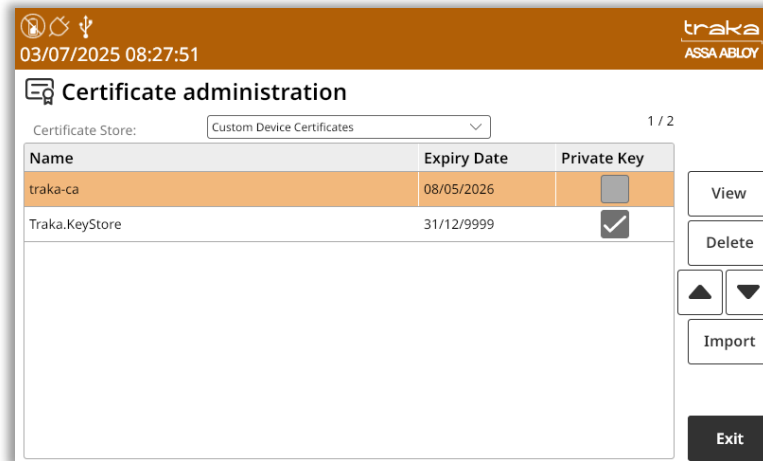 traka
03/07/2025 08:27:51
ASSA ABLOY
Certificate administration
Certificate Store:
Custom Device Certificates
1 / 2
Name Expiry Date Private Key
traka-ca 08/05/2026
Traka.KeyStore 31/12/9999
View
Delete
Import
Exit